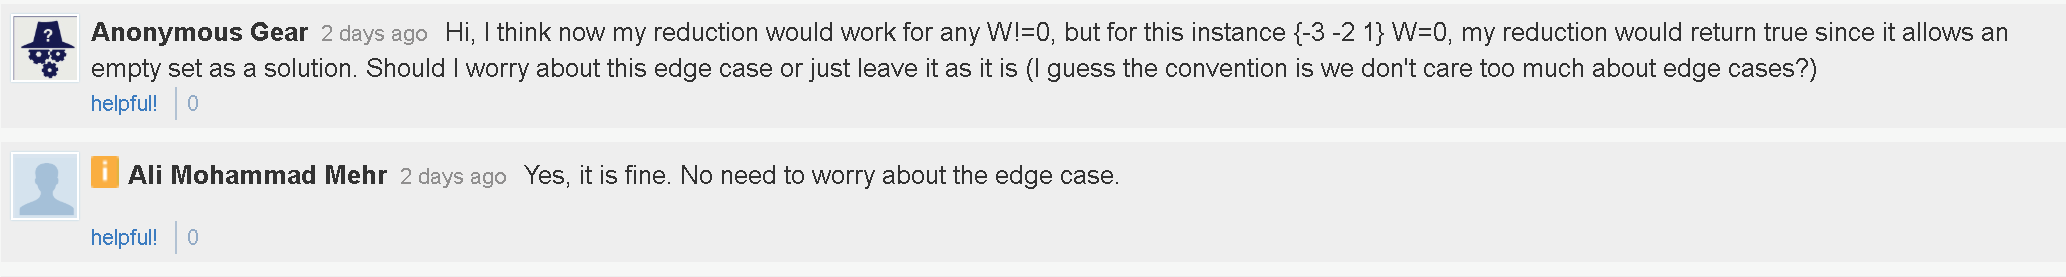 Anonymous Gear 2 days ago Hi, I think now my reduction would work for any W!=0, but for this instance {-3 -2 1} W=0, my reduction would return true since it allows an
empty set as a solution. Should I worry about this edge case or just leave it as it is (I guess the convention is we don't care too much about edge cases?)
helpful! 0
i Ali Mohammad Mehr 2 days ago Yes, it is fine. No need to worry about the edge case.
helpful! 0